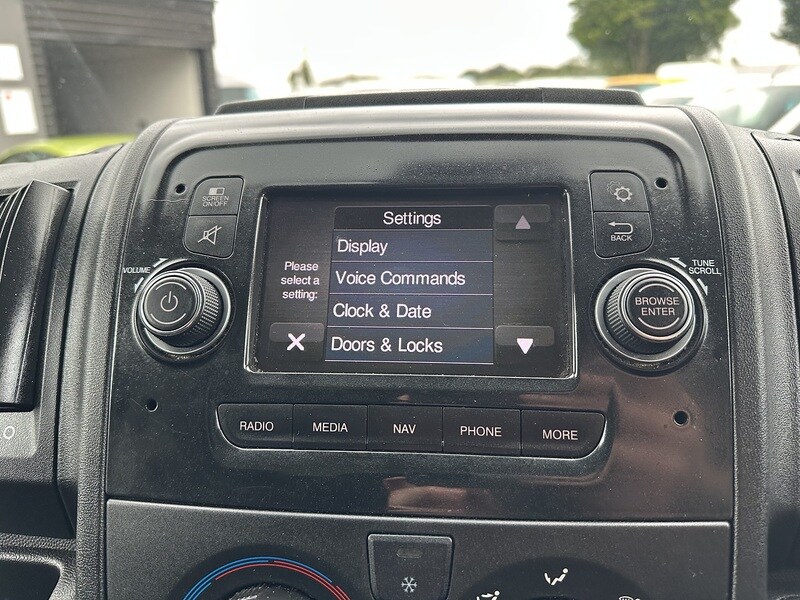 SCREEN
ON/OFF
VOLUME
Settings
Please
select a
setting:
Display
Voice Commands
Clock & Date
Doors & Locks
BACK
TUNE
SCROLL
BROWSE
ENTER
RADIO
MEDIA
NAV
PHONE
MORE